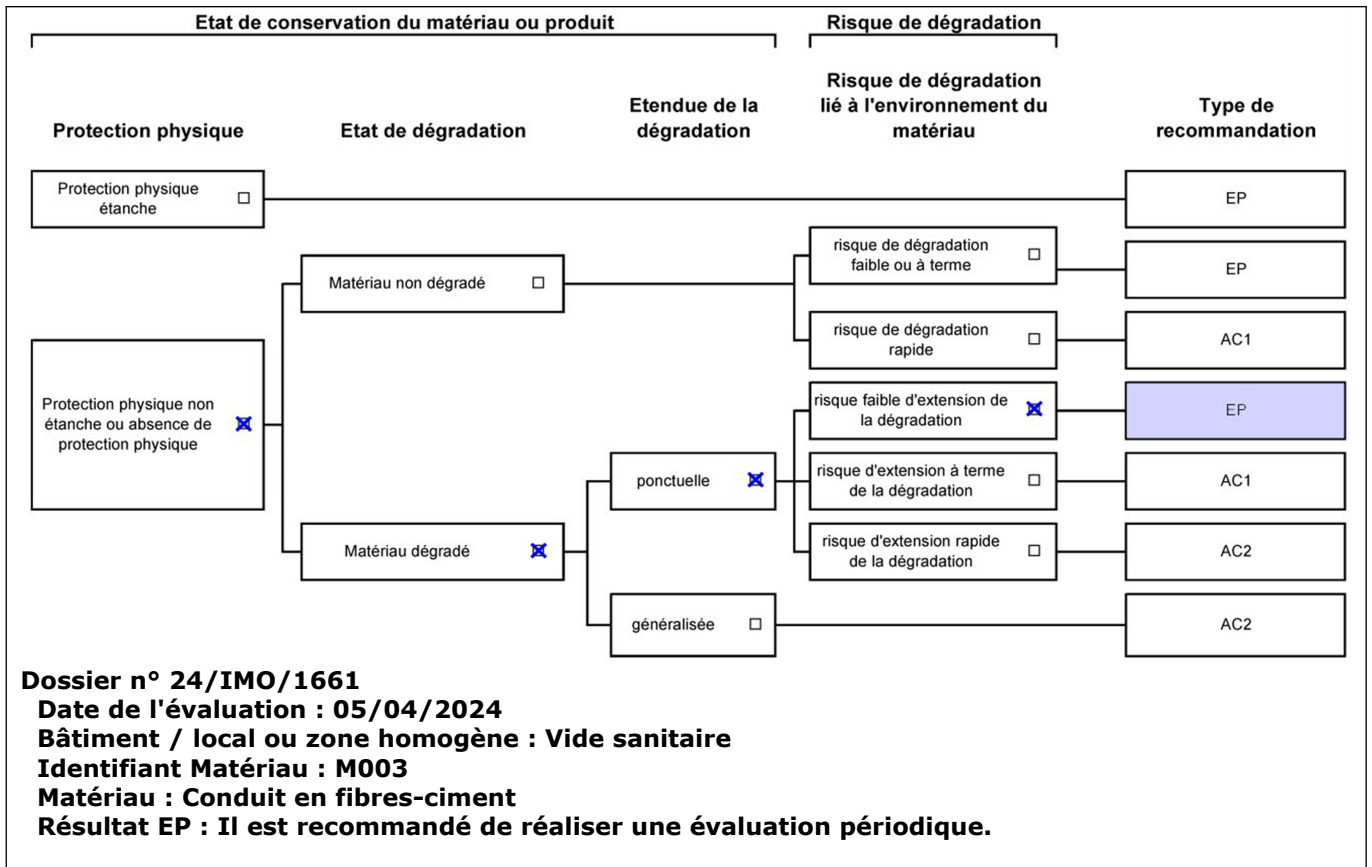 Etat de conservation du matériau ou produit
Risque de dégradation
Protection physique
Etat de dégradation
Etendue de la
dégradation
Risque de dégradation
lié à l'environnement du
matériau
Type de
recommandation
Protection physique
étanche
EP
risque de dégradation
faible ou à terme
EP
Matériau non dégradé
risque de dégradation
rapide
AC1
Protection physique non
étanche ou absence de
protection physique
risque faible d'extension de
la dégradation
EP
ponctuelle
risque d'extension à terme
de la dégradation
AC1
Matériau dégradé
risque d'extension rapide
de la dégradation
AC2
généralisée
AC2
Dossier n° 24/IMO/1661
Date de l'évaluation : 05/04/2024
Bâtiment / local ou zone homogène : Vide sanitaire
Identifiant Matériau : M003
Matériau : Conduit en fibres-ciment
Résultat EP : Il est recommandé de réaliser une évaluation périodique.